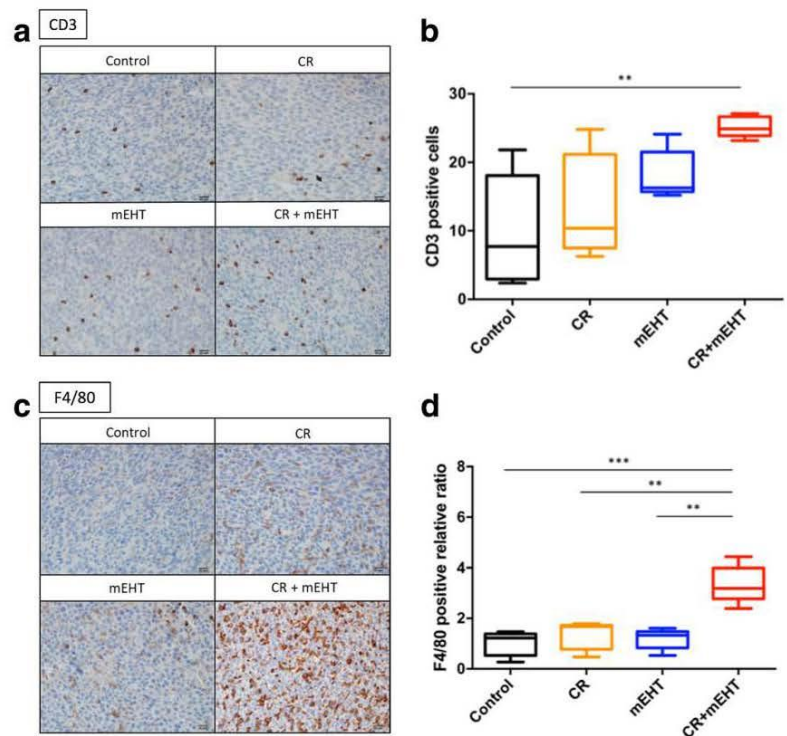 a
CD3
Control
CR
mEHT
CR + mEHT
b
**
CD3 positive cells
30
20
10
0
Control
CR
mEHT
CR+mEHT
c
F4/80
Control
CR
mEHT
CR + mEHT
d
***
**
**
F4/80 positive relative ratio
8
6
4
2
0
Control
CR
mEHT
CR+mEHT